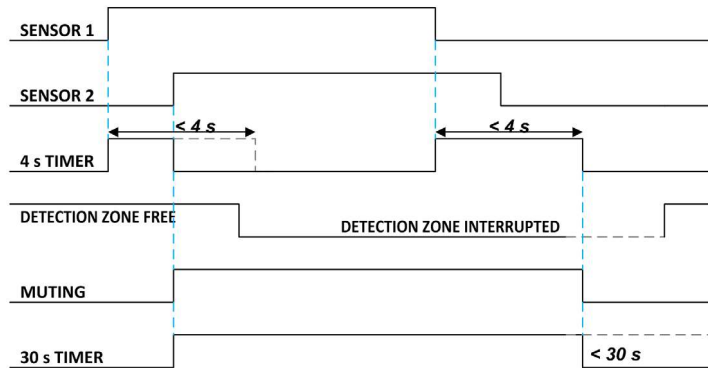 SENSOR 1
SENSOR 2
< 4 s
< 4 s
4 s TIMER
DETECTION ZONE FREE
DETECTION ZONE INTERRUPTED
MUTING
30 s TIMER
< 30 s